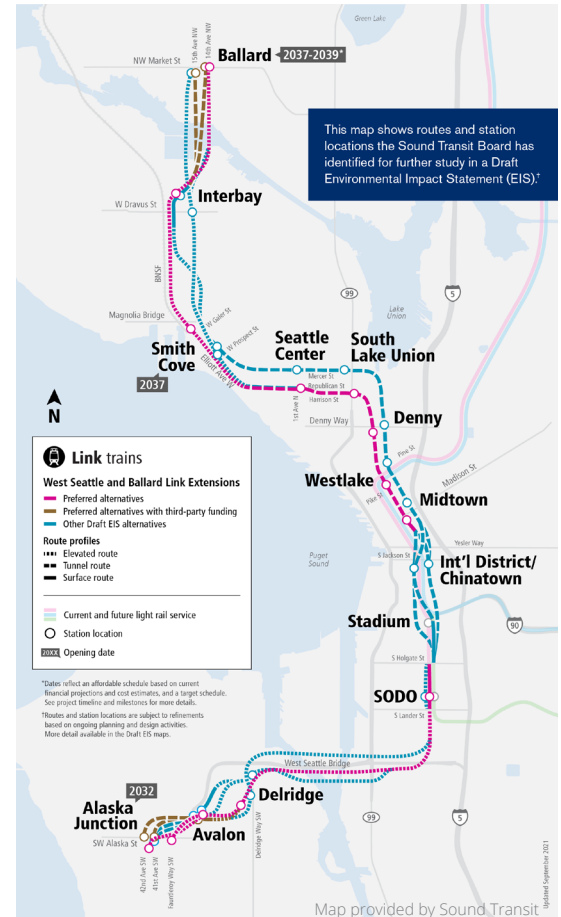 Green Lake
15th Ave NW
14th Ave NW
NW Market St
Ballard
2037-2039*
This map shows routes and station
locations the Sound Transit Board has
identified for further study in a Draft
Environmental Impact Statement (EIS).†
W Dravus St
Interbay
BNSF
99
5
Lake
Union
Magnolia Bridge
W Galer St
W Prospect St
Smith
Cove
2037
Elliott Ave W
Seattle
Center
South
Lake Union
Mercer St
Republican St
Harrison St
1st Ave N
Denny Way
Denny
N
Pine St
Westlake
Pike St
Madison St
Midtown
Link trains
West Seattle and Ballard Link Extensions
Preferred alternatives
Preferred alternatives with third-party funding
Other Draft EIS alternatives
Route profiles
Elevated route
Tunnel route
Surface route
Current and future light rail service
Station location
20XX Opening date
Puget
Sound
Yesler Way
S Jackson St
Int'l District/
Chinatown
Stadium
90
S Holgate St
SODO
S Lander St
*Dates reflect an affordable schedule based on current
financial projections and cost estimates, and a target schedule.
See project timeline and milestones for more details.
†Routes and station locations are subject to refinements
based on ongoing planning and design activities.
More detail available in the Draft EIS maps.
West Seattle Bridge
2032
Alaska
Junction
Delridge
Avalon
SW Alaska St
42nd Ave SW
41st Ave SW
Fauntleroy Way SW
Delridge Way SW
99
5
Updated September 2021
Map provided by Sound Transit